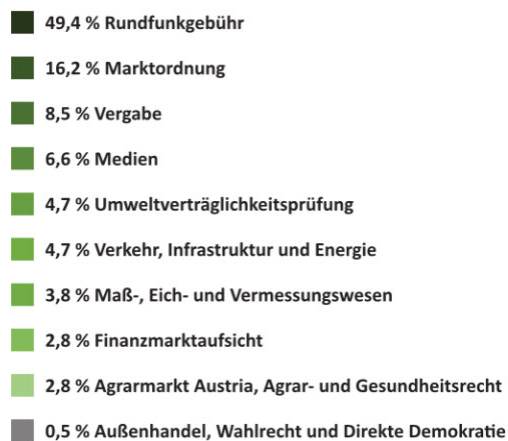 49,4 % Rundfunkgebühr
16,2 % Marktordnung
8,5 % Vergabe
6,6 % Medien
4,7 % Umweltverträglichkeitsprüfung
4,7 % Verkehr, Infrastruktur und Energie
3,8 % Maß-, Eich- und Vermessungswesen
2,8 % Finanzmarktaufsicht
2,8 % Agrarmarkt Austria, Agrar- und Gesundheitsrecht
0,5 % Außenhandel, Wahlrecht und Direkte Demokratie